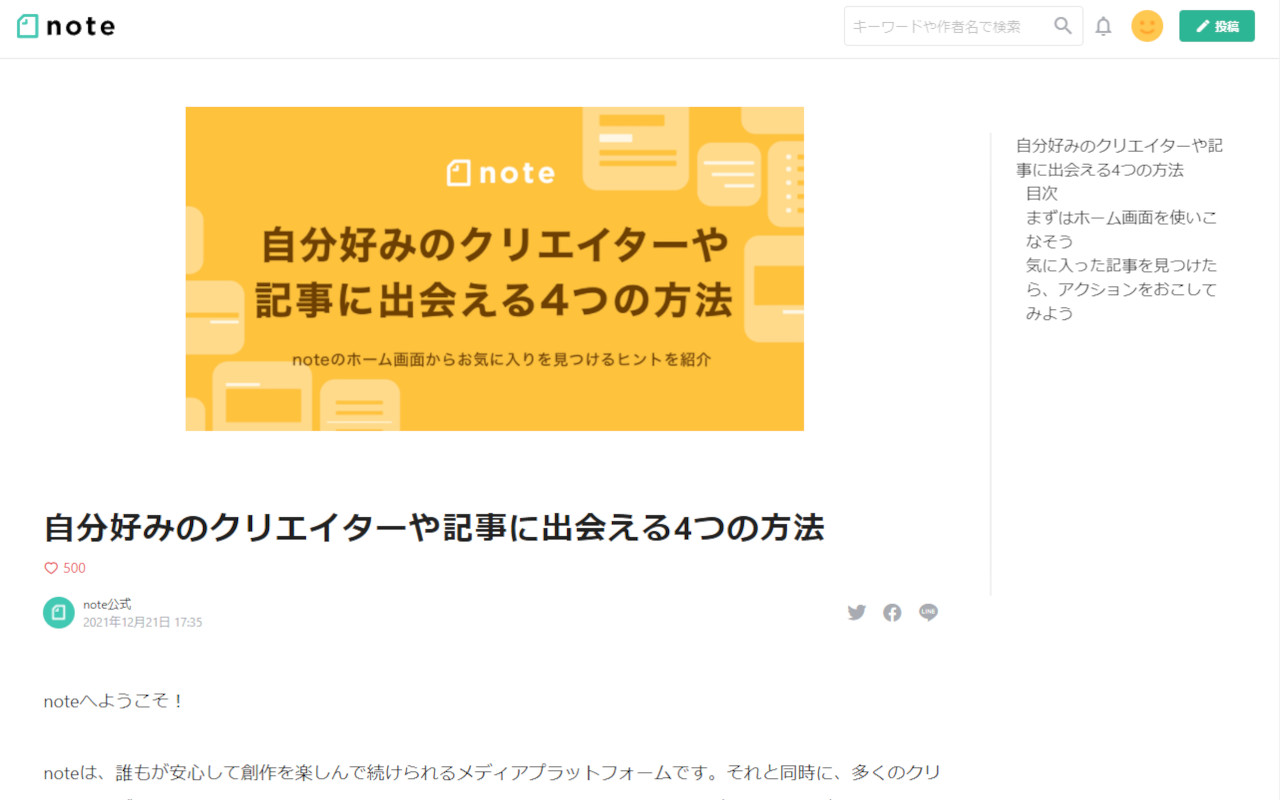 note
キーワードや作者名で検索
投稿
note
自分好みのクリエイターや
記事に出会える4つの方法
noteのホーム画面からお気に入りを見つけるヒントを紹介
自分好みのクリエイターや記
事に出会える4つの方法
目次
まずはホーム画面を使いこ
なそう
気に入った記事を見つけた
ら、アクションをおこして
みよう
自分好みのクリエイターや記事に出会える4つの方法
500
note公式
2021年12月21日 17:35
LINE
noteへようこそ！
noteは、誰もが安心して創作を楽しんで続けられるメディアプラットフォームです。それと同時に、多くのクリ